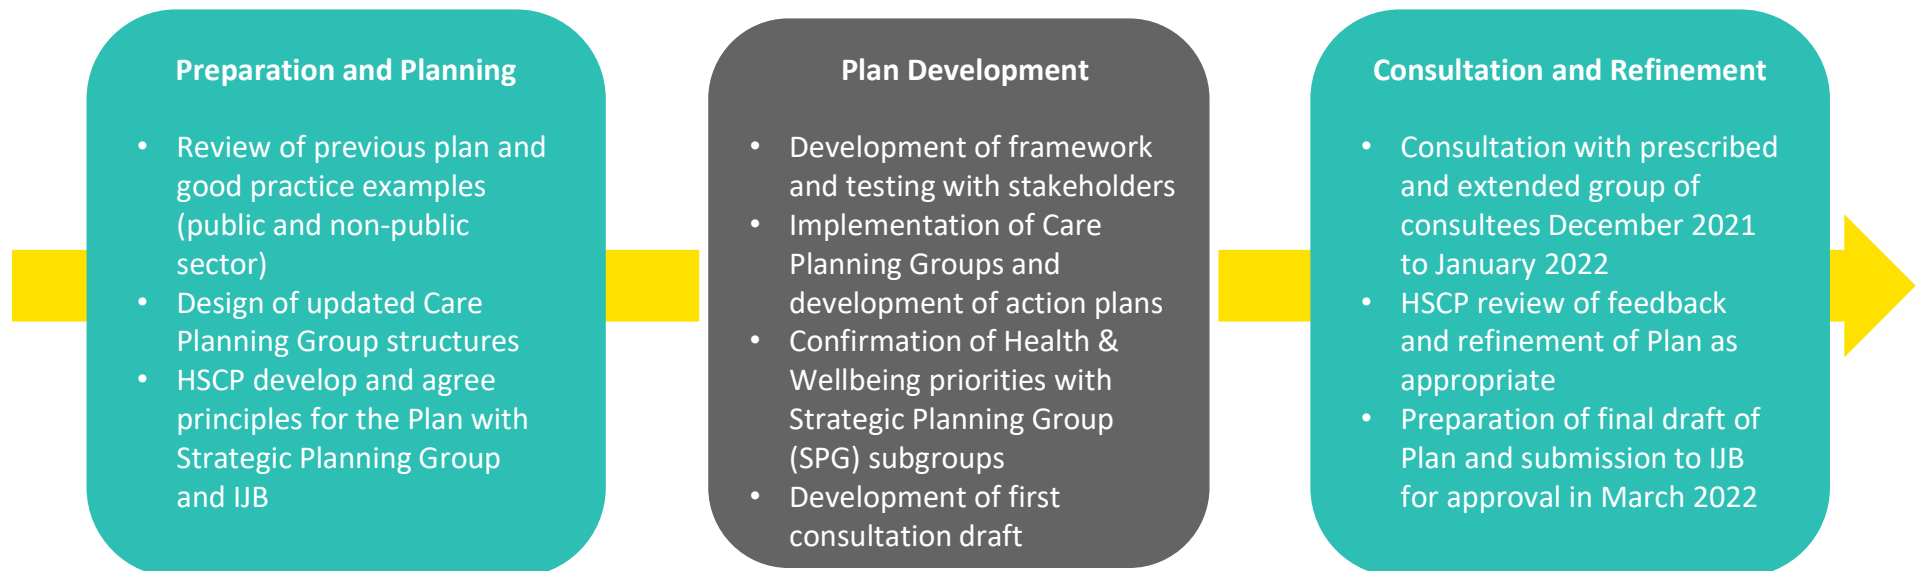 Preparation and Planning
• Review of previous plan and
good practice examples
(public and non-public
sector)
• Design of updated Care
Planning Group structures
• HSCP develop and agree
principles for the Plan with
Strategic Planning Group
and IJB
Plan Development
• Development of framework
and testing with stakeholders
• Implementation of Care
Planning Groups and
development of action plans
• Confirmation of Health &
Wellbeing priorities with
Strategic Planning Group
(SPG) subgroups
• Development of first
consultation draft
Consultation and Refinement
• Consultation with prescribed
and extended group of
consultees December 2021
to January 2022
• HSCP review of feedback
and refinement of Plan as
appropriate
• Preparation of final draft of
Plan and submission to IJB
for approval in March 2022